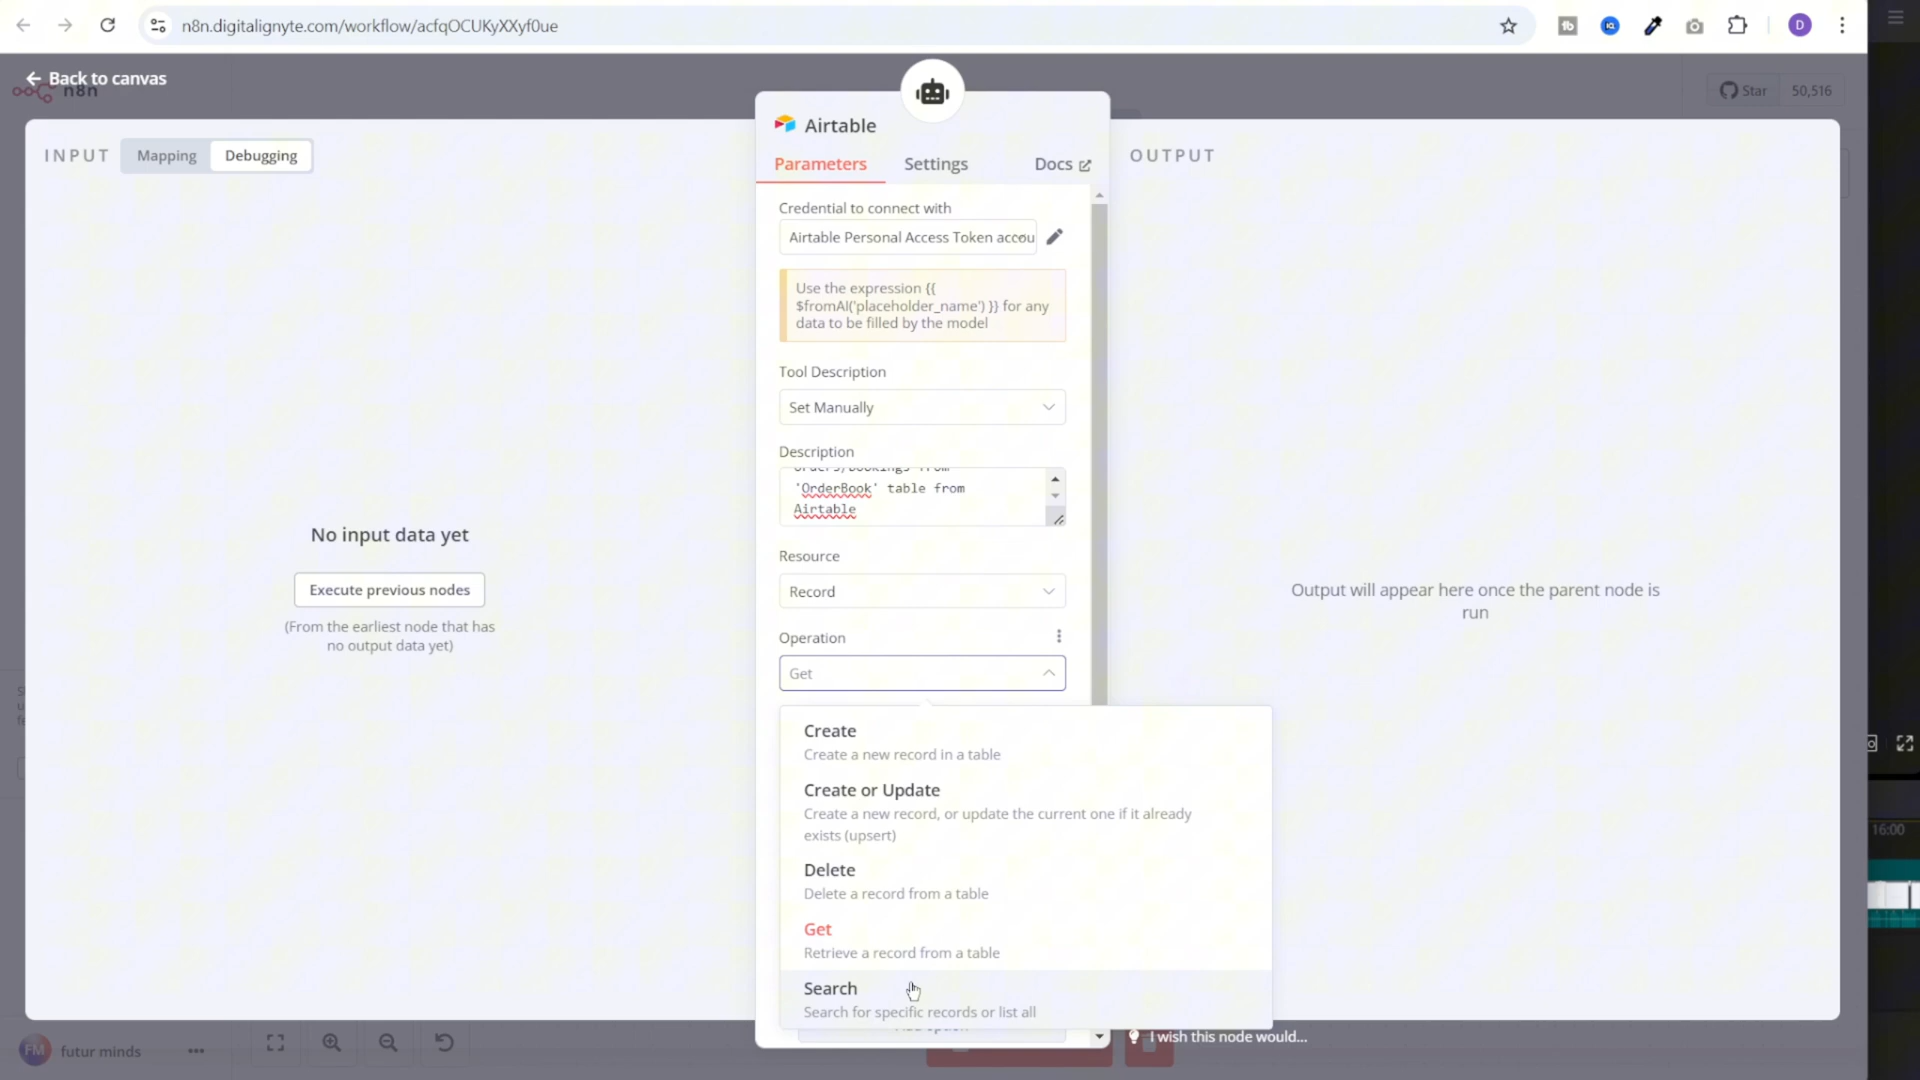 n8n.digitalignyte.com/workflow/acfqOCUKyXXyf0ue
D
Back to canvas
n8n
Star 50,516
INPUT
Mapping
Debugging
Airtable
Parameters
Settings
Docs
OUTPUT
Credential to connect with
Airtable Personal Access Token accou
Use the expression {{
$fromAI('placeholder_name') }} for any
data to be filled by the model
Tool Description
Set Manually
Description
orders/bookings from
'OrderBook' table from
Airtable
Resource
Record
Operation
Get
No input data yet
Execute previous nodes
(From the earliest node that has
no output data yet)
Output will appear here once the parent node is
run
Create
Create a new record in a table
Create or Update
Create a new record, or update the current one if it already
exists (upsert)
Delete
Delete a record from a table
Get
Retrieve a record from a table
Search
Search for specific records or list all
I wish this node would...
FM
futur minds
16:00